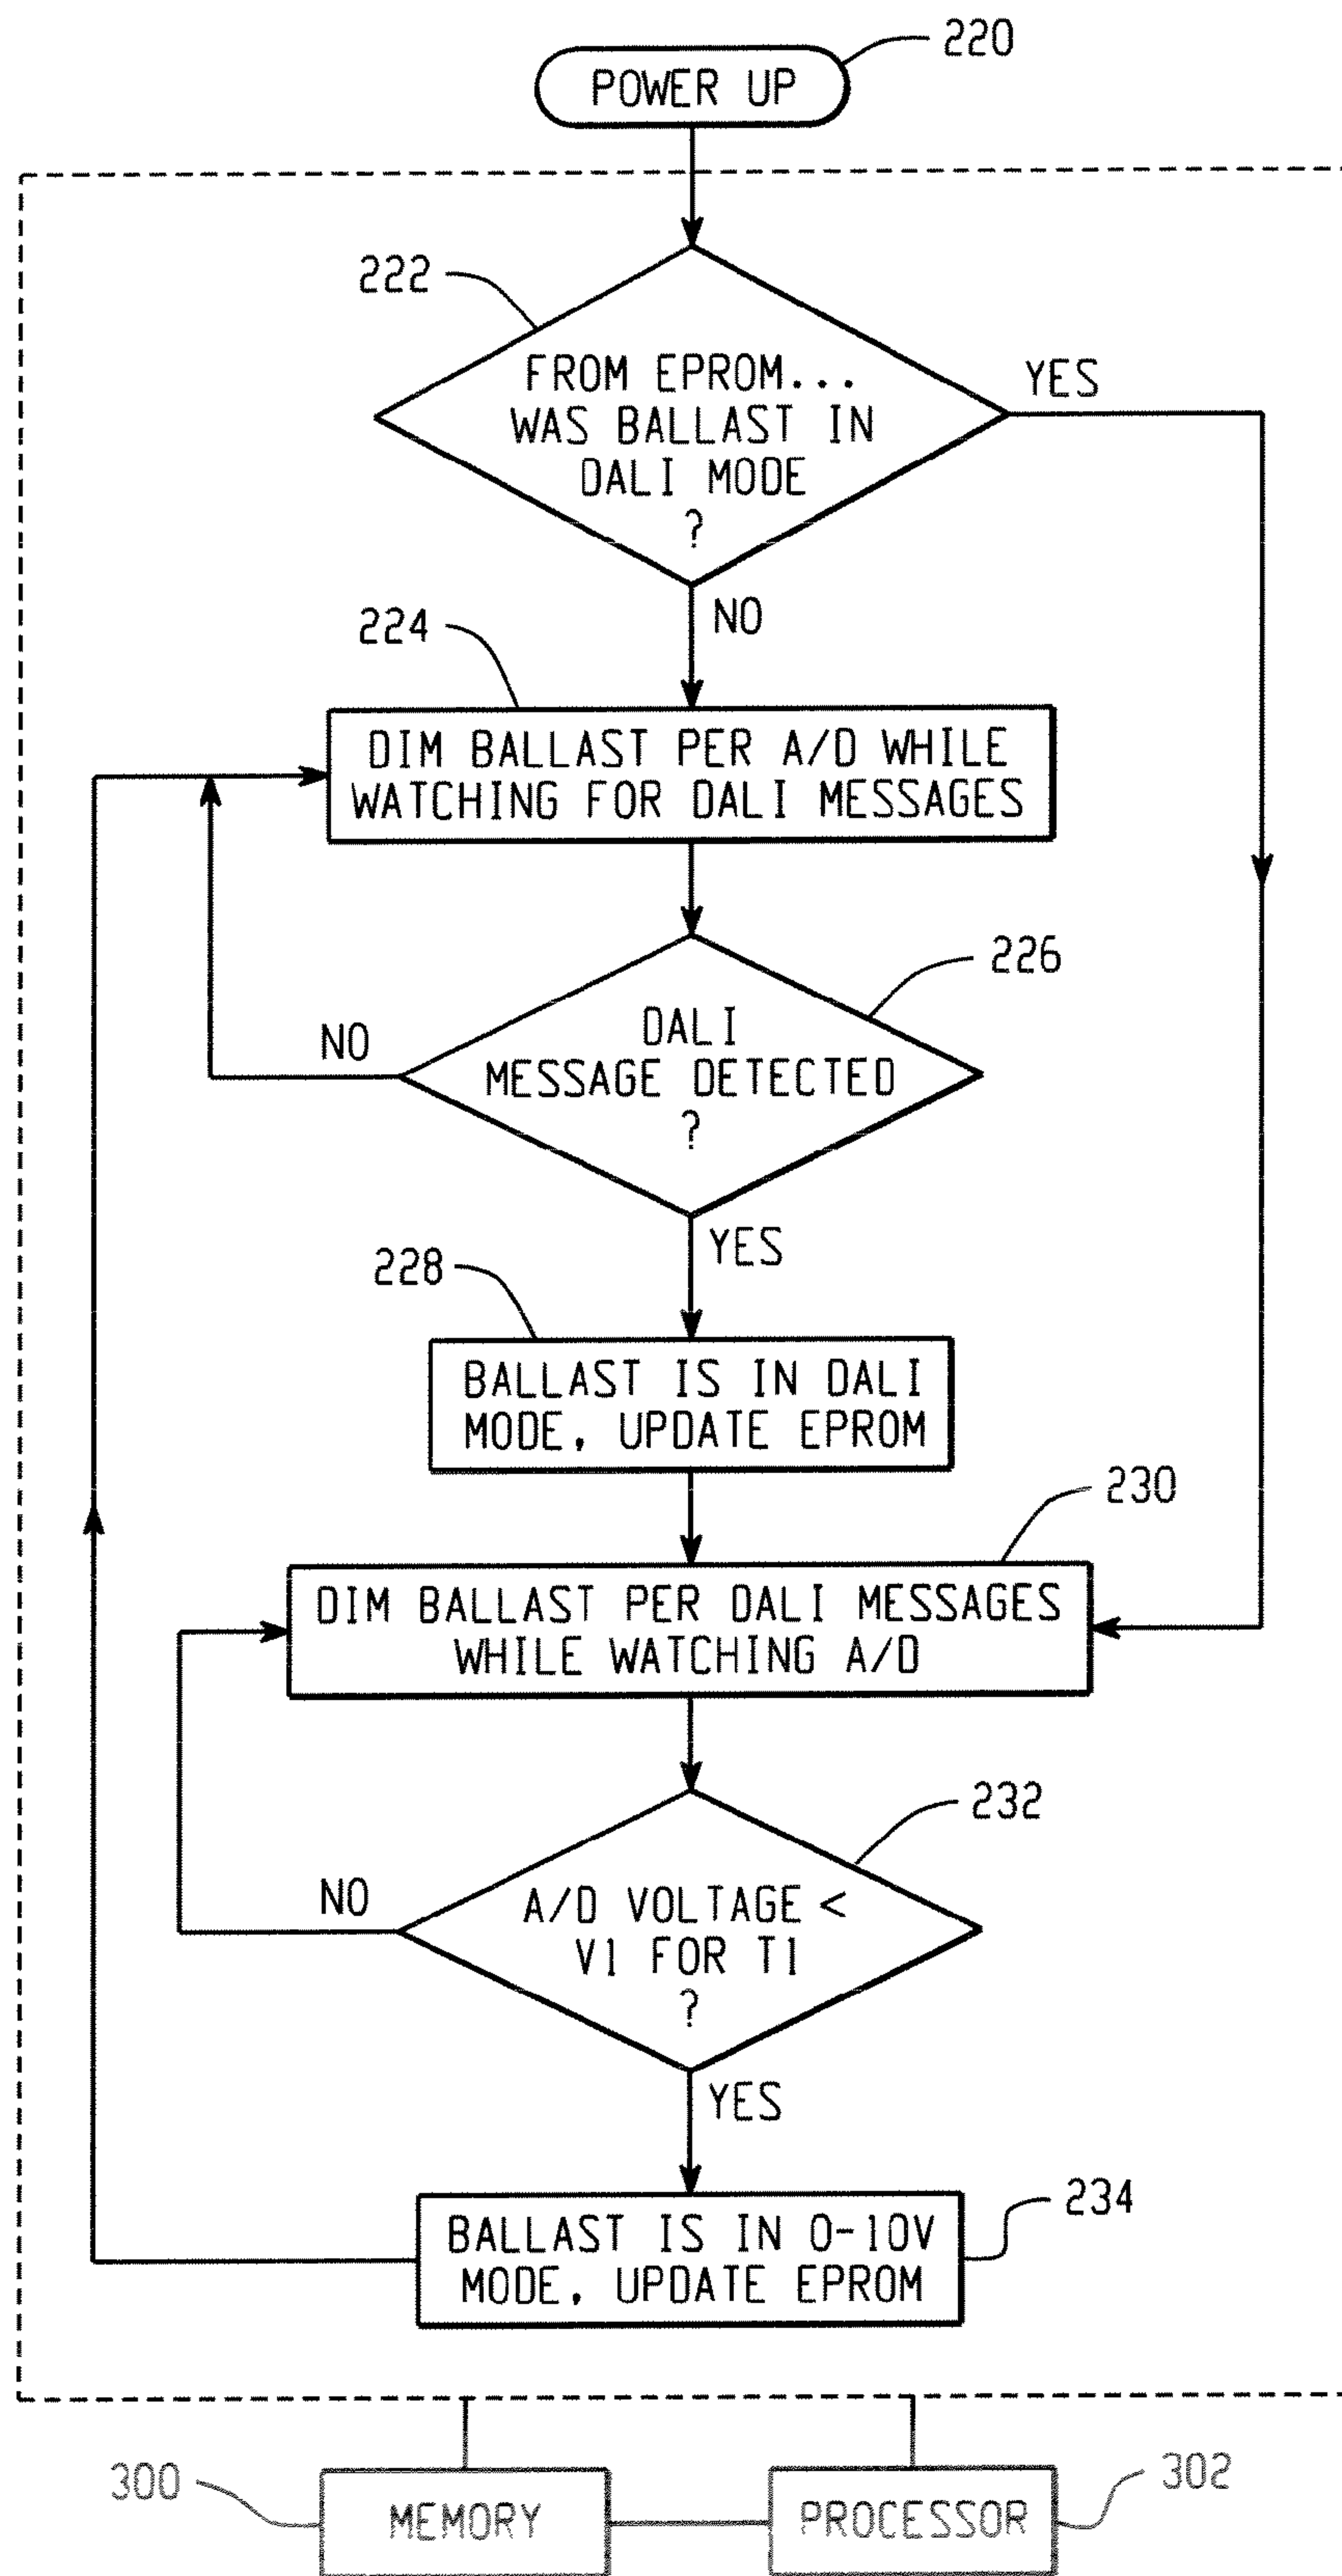 220
POWER UP
222
FROM EPROM...
WAS BALLAST IN
DALI MODE
?
YES
NO
224
DIM BALLAST PER A/D WHILE
WATCHING FOR DALI MESSAGES
226
DALI
MESSAGE DETECTED
?
NO
YES
228
BALLAST IS IN DALI
MODE, UPDATE EPROM
230
DIM BALLAST PER DALI MESSAGES
WHILE WATCHING A/D
232
A/D VOLTAGE <
V1 FOR T1
?
NO
YES
234
BALLAST IS IN 0-10V
MODE, UPDATE EPROM
300
MEMORY
PROCESSOR
302